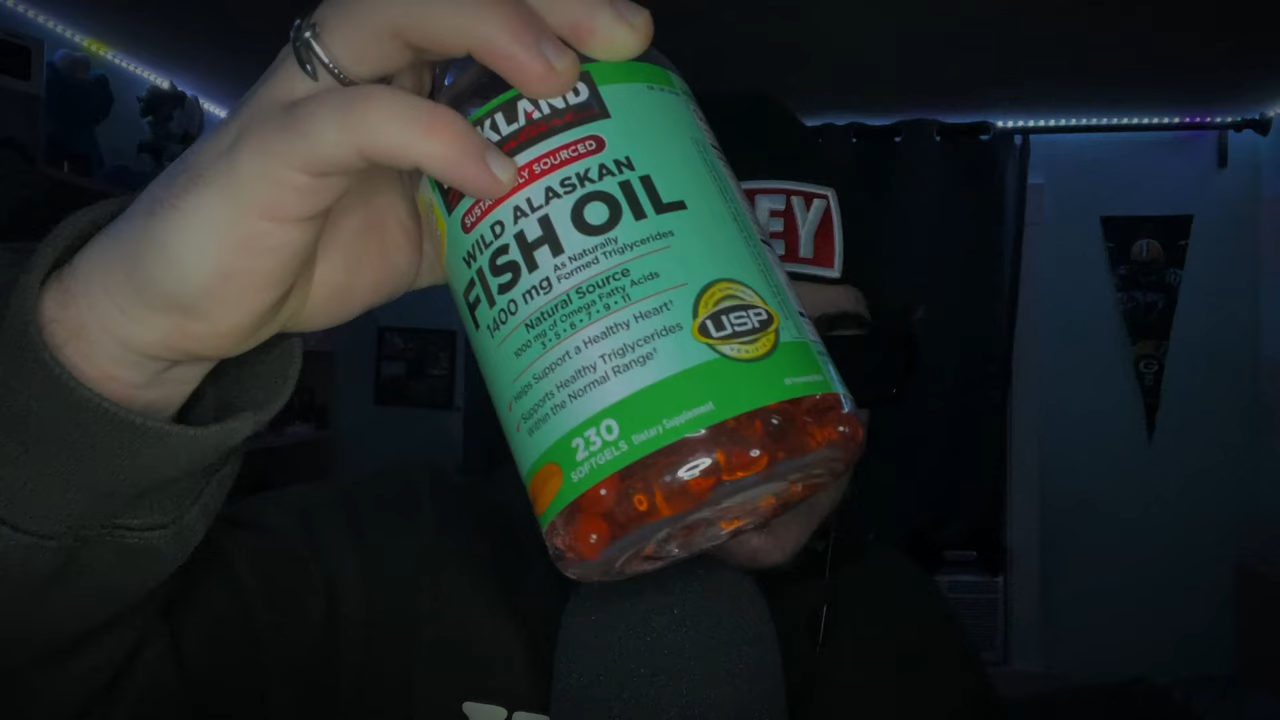 KLAND
SOURCED
WILD ALASKAN
FISH OIL
1400 mg As Naturally
Formed Triglycerides
Natural Source
1000 mg of Omega Fatty Acids
3•5•6•7•9•11
Helps Support a Healthy Heart†
Supports Healthy Triglycerides
Within the Normal Range†
USP
VERIFIED
230
SOFTGELS Dietary Supplement
EY
G